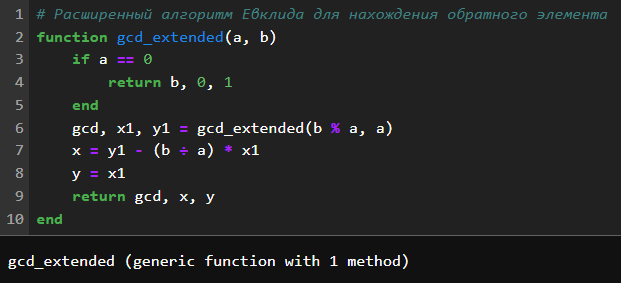 1 # Расширенный алгоритм Евклида для нахождения обратного элемента
2 function gcd_extended(a, b)
3     if a == 0
4         return b, 0, 1
5     end
6     gcd, x1, y1 = gcd_extended(b % a, a)
7     x = y1 - (b ÷ a) * x1
8     y = x1
9     return gcd, x, y
10 end
gcd_extended (generic function with 1 method)